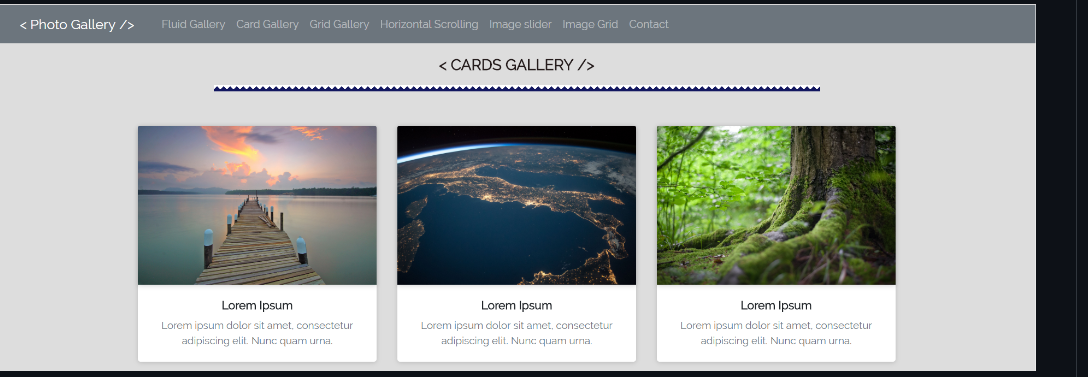 < Photo Gallery /> Fluid Gallery Card Gallery Grid Gallery Horizontal Scrolling Image slider Image Grid Contact
< CARDS GALLERY />
Lorem Ipsum
Lorem ipsum dolor sit amet, consectetur
adipiscing elit. Nunc quam urna.
Lorem Ipsum
Lorem ipsum dolor sit amet, consectetur
adipiscing elit. Nunc quam urna.
Lorem Ipsum
Lorem ipsum dolor sit amet, consectetur
adipiscing elit. Nunc quam urna.